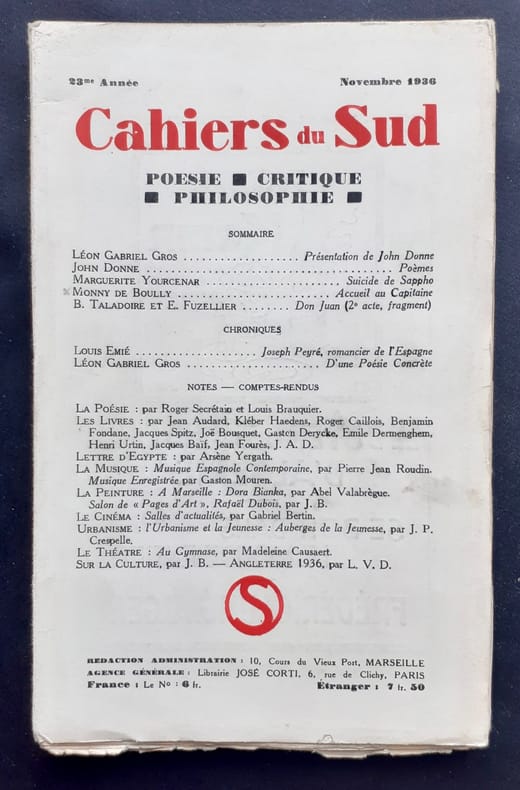 23me Année Novembre 1936
Cahiers du Sud
POESIE ■ CRITIQUE
■ PHILOSOPHIE ■
SOMMAIRE
LÉON GABRIEL GROS ................... Présentation de John Donne
JOHN DONNE ......................................... Poèmes
MARGUERITE YOURCENAR ....................... Suicide de Sappho
MONNY DE BOULLY .......................... Accueil au Capitaine
B. TALADOIRE ET E. FUZELLIER ........ Don Juan (2e acte, fragment)
CHRONIQUES
LOUIS EMIÉ .................... Joseph Peyré, romancier de l'Espagne
LÉON GABRIEL GROS ...................... D'une Poésie Concrète
NOTES — COMPTES-RENDUS
LA POÉSIE : par Roger Secrétain et Louis Brauquier.
LES LIVRES : par Jean Audard, Kléber Haedens, Roger Caillois, Benjamin
Fondane, Jacques Spitz, Joë Bousquet, Gaston Derycke, Emile Dermenghem,
Henri Urtin, Jacques Baïf, Jean Fourès, J. A. D.
LETTRE D'EGYPTE : par Arsène Yergath.
LA MUSIQUE : Musique Espagnole Contemporaine, par Pierre Jean Roudin.
Musique Enregistrée par Gaston Mouren.
LA PEINTURE : A Marseille : Dora Bianka, par Abel Valabrègue.
Salon de « Pages d'Art », Rafaël Dubois, par J. B.
LE CINÉMA : Salles d'actualités, par Gabriel Bertin.
URBANISME : l'Urbanisme et la Jeunesse : Auberges de la Jeunesse, par J. P.
Crespelle.
LE THÉATRE : Au Gymnase, par Madeleine Causaert.
SUR LA CULTURE, par J. B. — ANGLETERRE 1936, par L. V. D.
S
REDACTION ADMINISTRATION : 10, Cours du Vieux Port, MARSEILLE
AGENCE GÉNÉRALE : Librairie JOSÉ CORTI, 6, rue de Clichy, PARIS
France : Le No : 6 fr. Étranger : 7 fr. 50